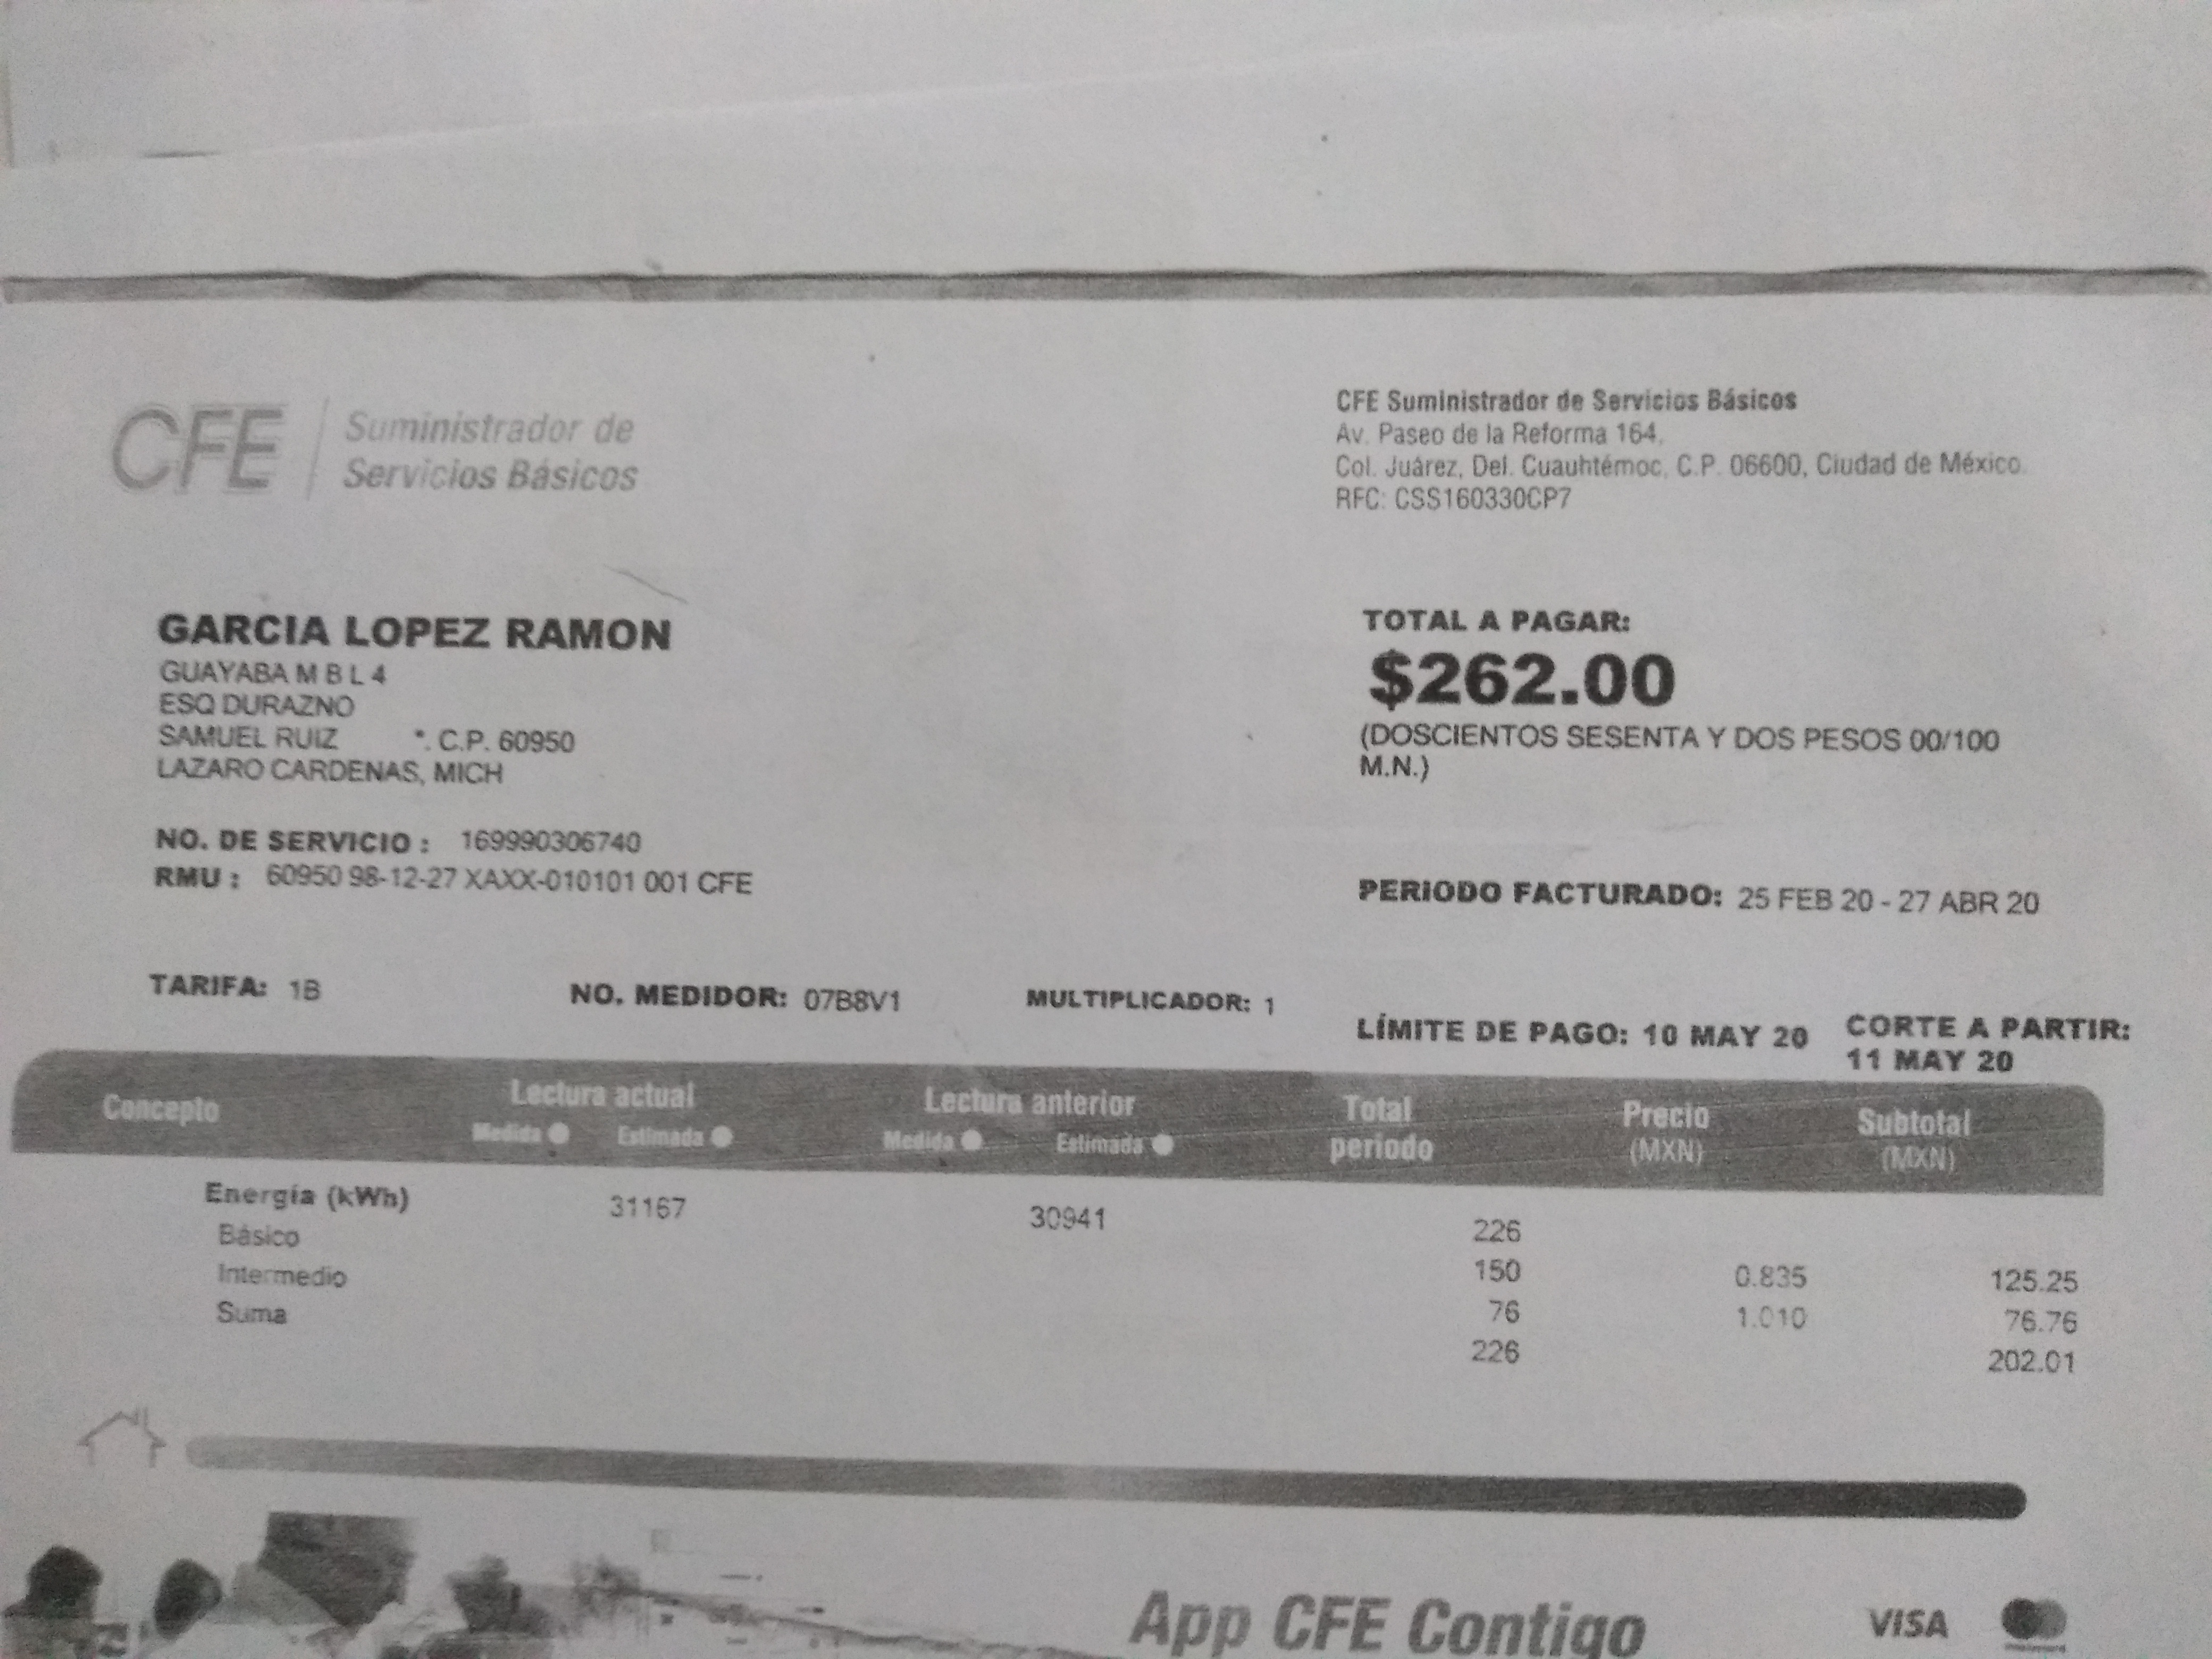 CFE Suministrador de
Servicios Básicos
CFE Suministrador de Servicios Básicos
Av. Paseo de la Reforma 164,
Col. Juárez, Del. Cuauhtémoc, C.P. 06600, Ciudad de México.
RFC: CSS160330CP7
GARCIA LOPEZ RAMON
GUAYABA M B L 4
ESQ DURAZNO
SAMUEL RUIZ *. C.P. 60950
LAZARO CARDENAS, MICH
TOTAL A PAGAR:
$262.00
(DOSCIENTOS SESENTA Y DOS PESOS 00/100
M.N.)
NO. DE SERVICIO : 169990306740
RMU : 60950 98-12-27 XAXX-010101 001 CFE
PERIODO FACTURADO: 25 FEB 20 - 27 ABR 20
TARIFA: 1B NO. MEDIDOR: 07B8V1 MULTIPLICADOR: 1
LÍMITE DE PAGO: 10 MAY 20 CORTE A PARTIR:
11 MAY 20
Concepto Lectura actual Lectura anterior Total Precio Subtotal
Medida Estimada Medida Estimada periodo (MXN) (MXN)
Energía (kWh) 31167 30941 226
Básico 150 0.835 125.25
Intermedio 76 1.010 76.76
Suma 226 202.01
App CFE Contigo VISA